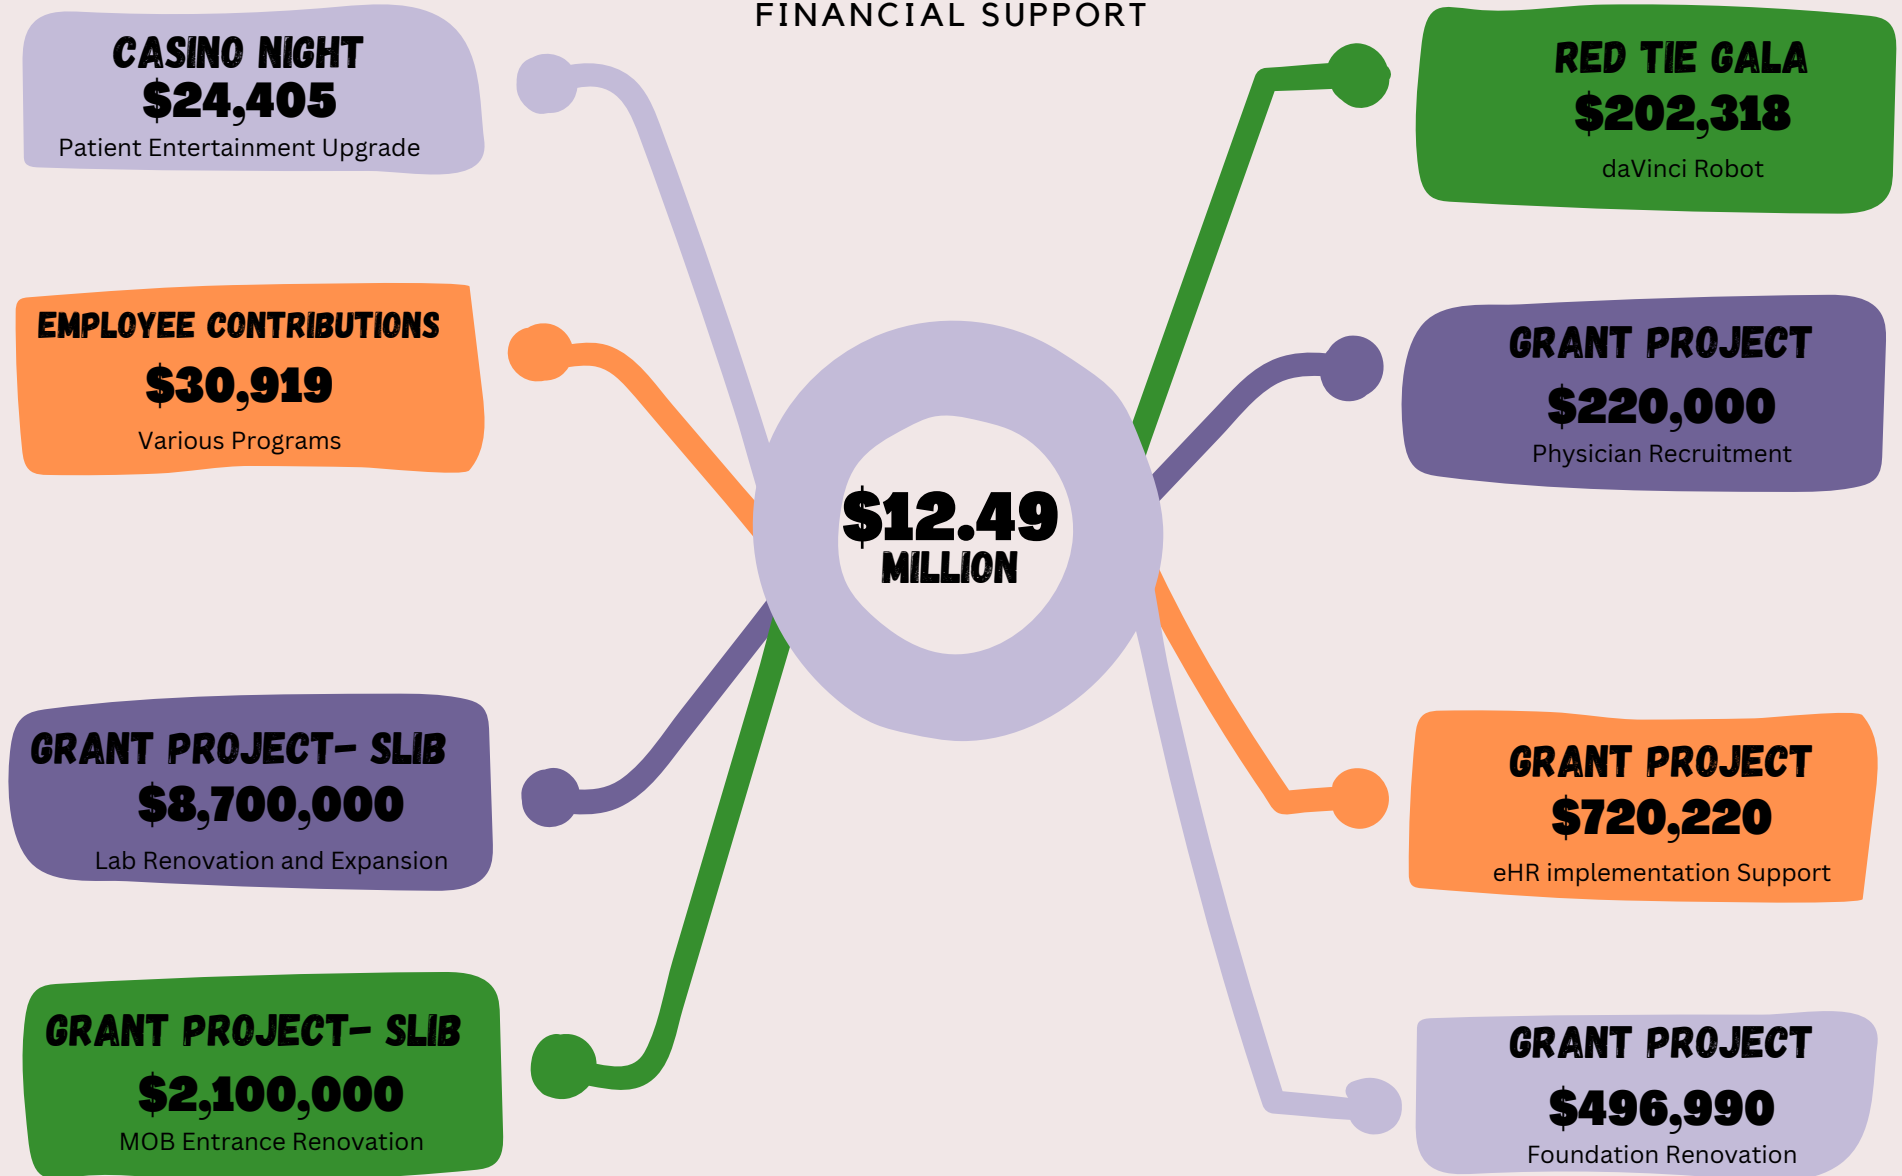 FINANCIAL SUPPORT
CASINO NIGHT
$24,405
Patient Entertainment Upgrade
EMPLOYEE CONTRIBUTIONS
$30,919
Various Programs
GRANT PROJECT- SLIB
$8,700,000
Lab Renovation and Expansion
GRANT PROJECT- SLIB
$2,100,000
MOB Entrance Renovation
$12.49
MILLION
RED TIE GALA
$202,318
daVinci Robot
GRANT PROJECT
$220,000
Physician Recruitment
GRANT PROJECT
$720,220
eHR implementation Support
GRANT PROJECT
$496,990
Foundation Renovation